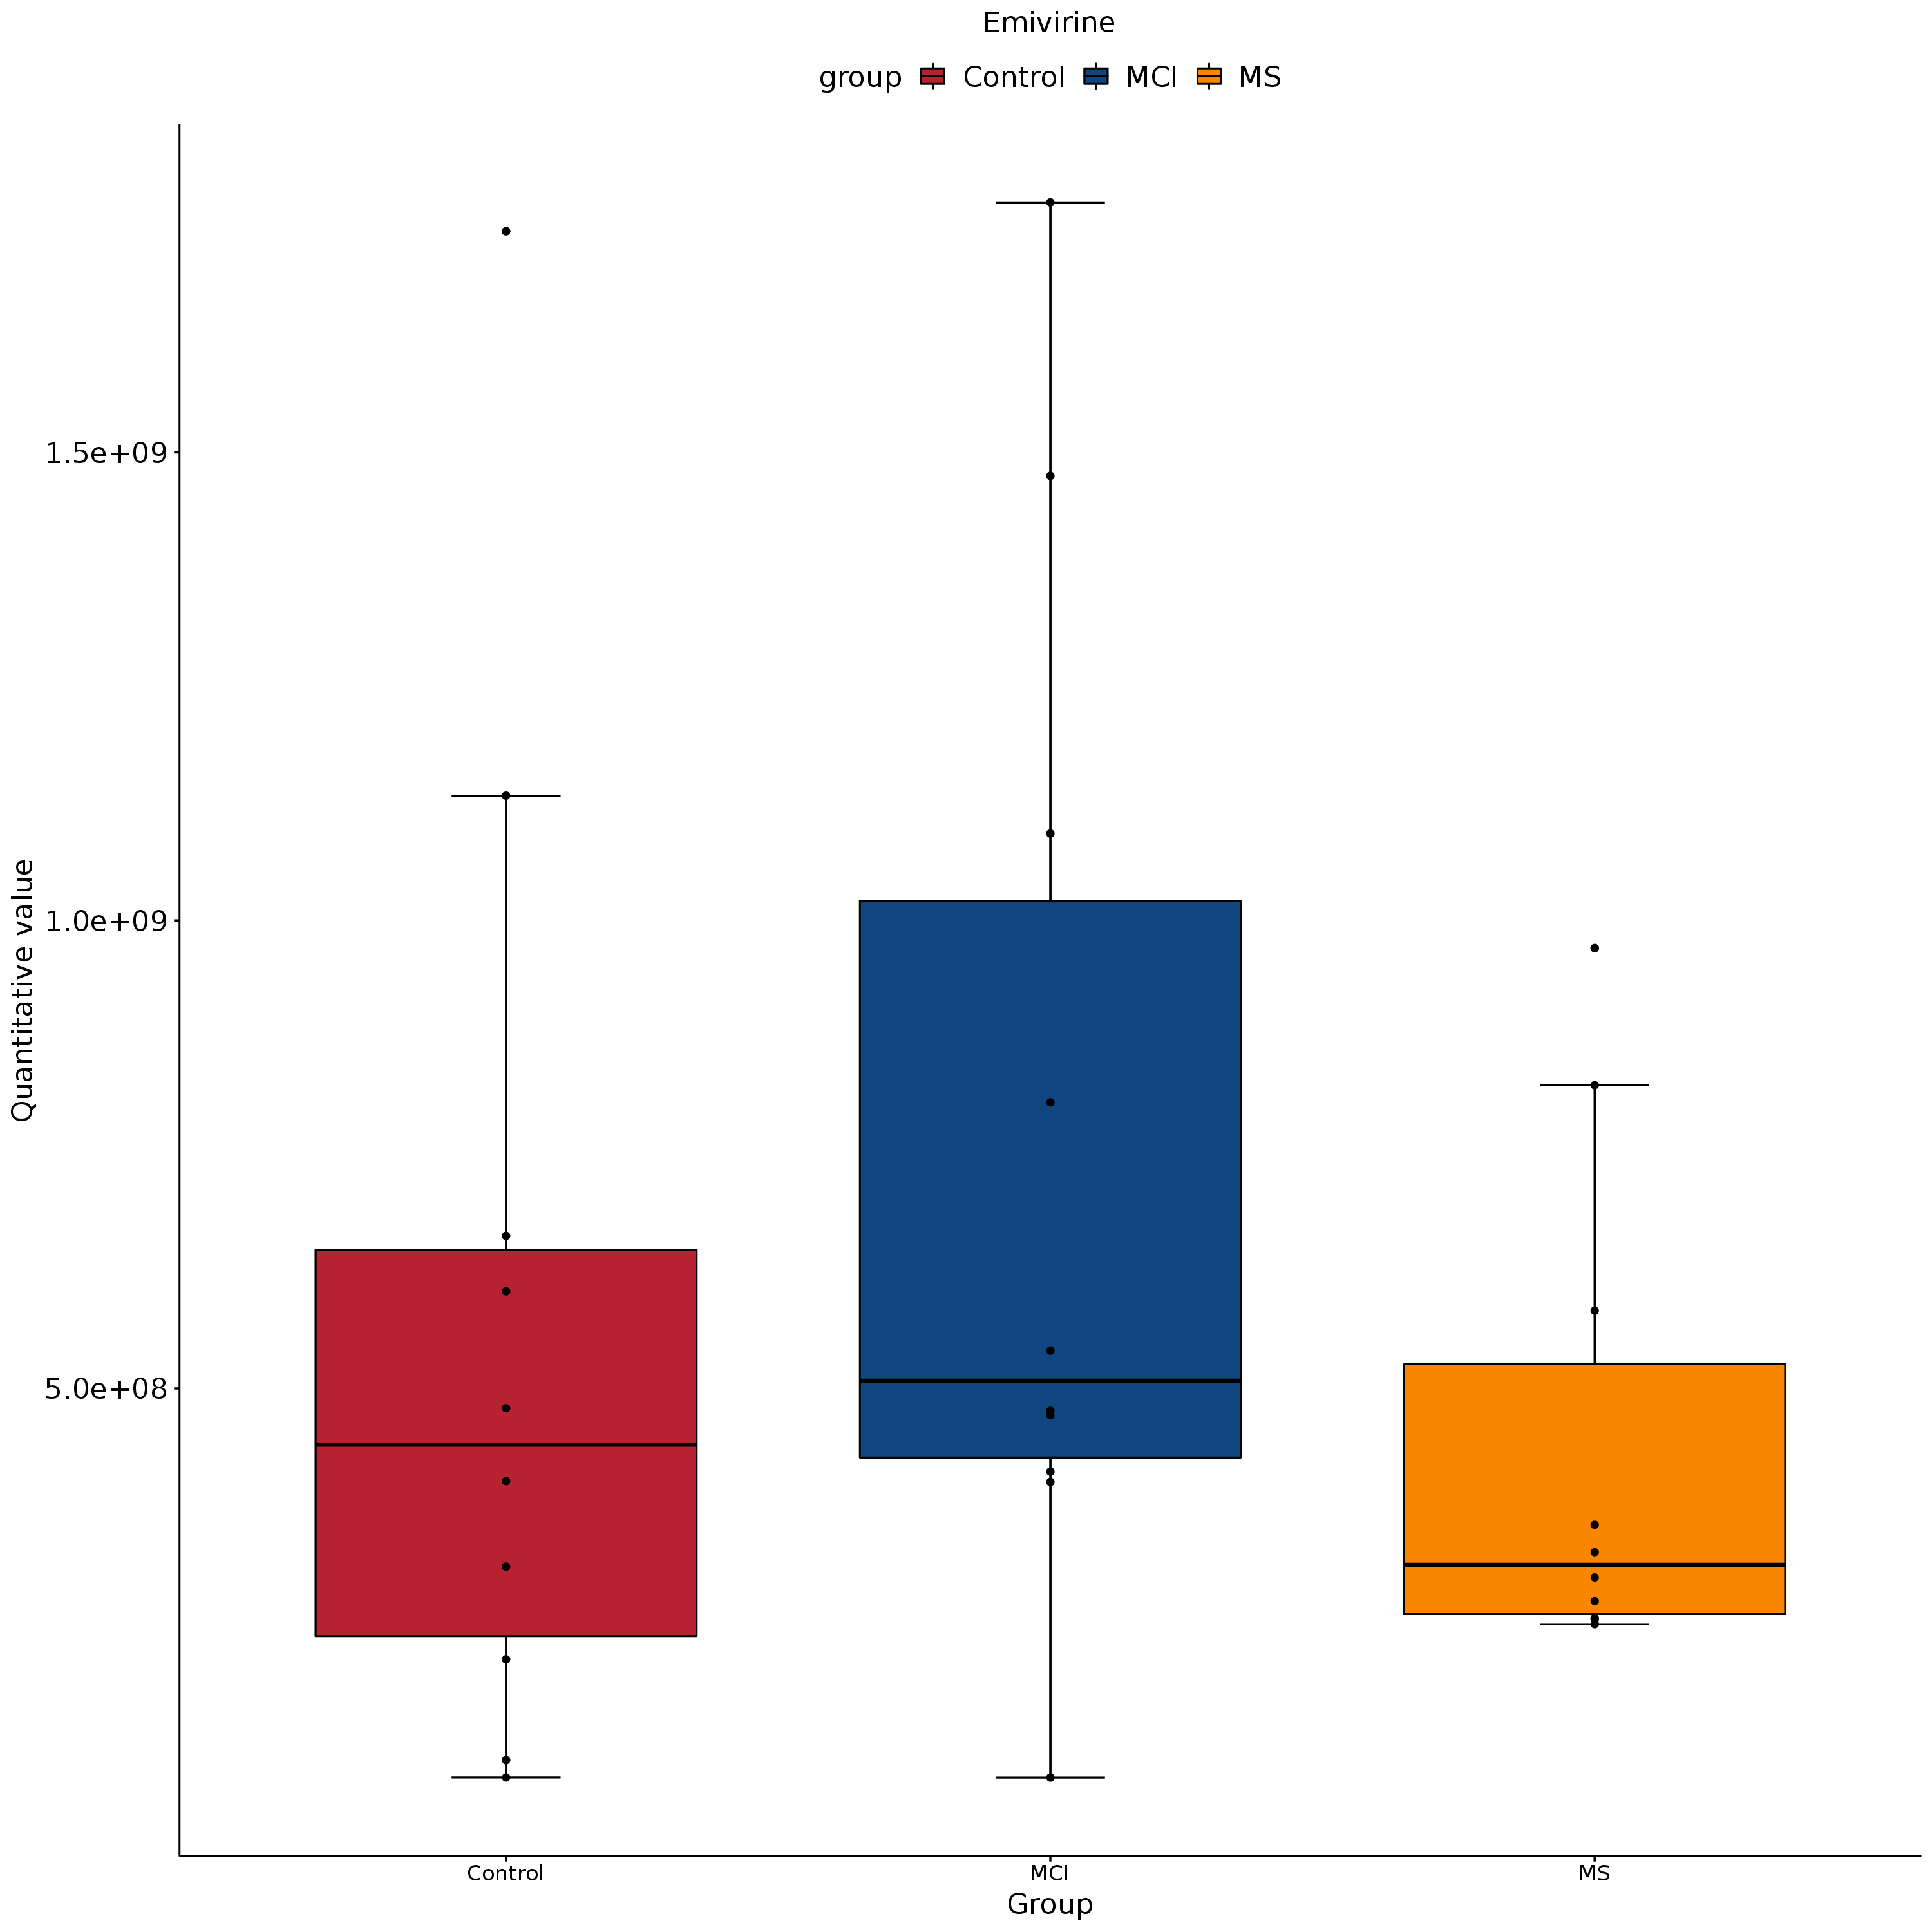 Emivirine
group Control MCI MS
Quantitative value
1.5e+09
1.0e+09
5.0e+08
Control MCI MS
Group